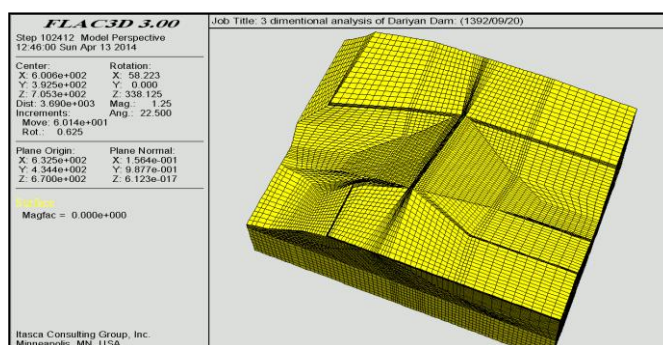 FLAC3D 3.00
Step 102412 Model Perspective
12:46:00 Sun Apr 13 2014
Center: Rotation:
X: 6.006e+002 X: 58.223
Y: 3.925e+002 Y: 0.000
Z: 7.053e+002 Z: 338.125
Dist: 3.690e+003 Mag.: 1.25
Increments: Ang.: 22.500
Move: 6.014e+001
Rot.: 0.625
Plane Origin: Plane Normal:
X: 6.325e+002 X: 1.564e-001
Y: 4.344e+002 Y: 9.877e-001
Z: 6.700e+002 Z: 6.123e-017
Magfac = 0.000e+000
Itasca Consulting Group, Inc.
Minneapolis, MN USA
Job Title: 3 dimentional analysis of Dariyan Dam: (1392/09/20)